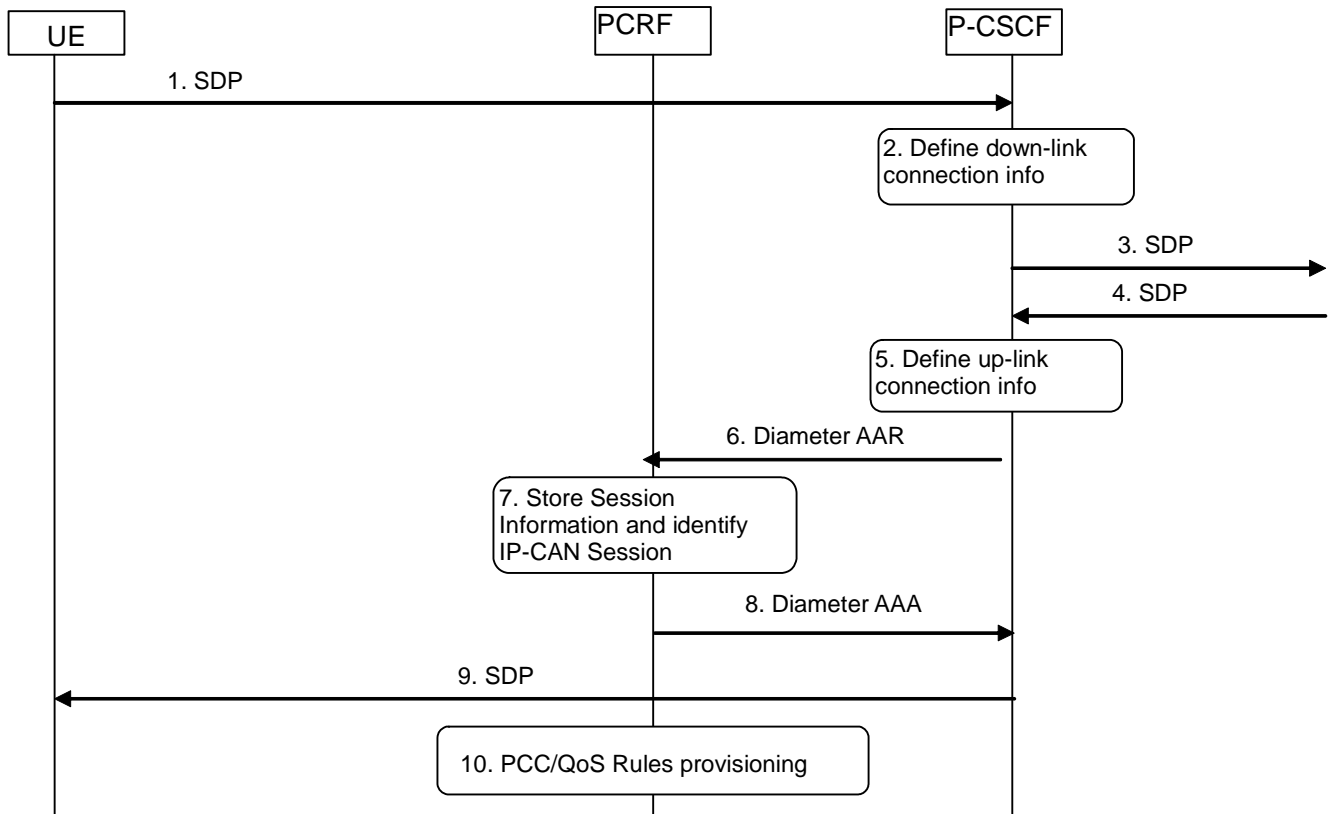 UE
PCRF
P-CSCF
1. SDP
2. Define down-link
connection info
3. SDP
4. SDP
5. Define up-link
connection info
6. Diameter AAR
7. Store Session
Information and identify
IP-CAN Session
8. Diameter AAA
9. SDP
10. PCC/QoS Rules provisioning